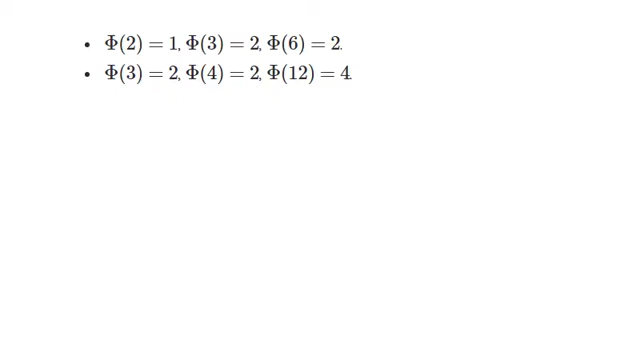 • Φ(2) = 1, Φ(3) = 2, Φ(6) = 2.
• Φ(3) = 2, Φ(4) = 2, Φ(12) = 4.